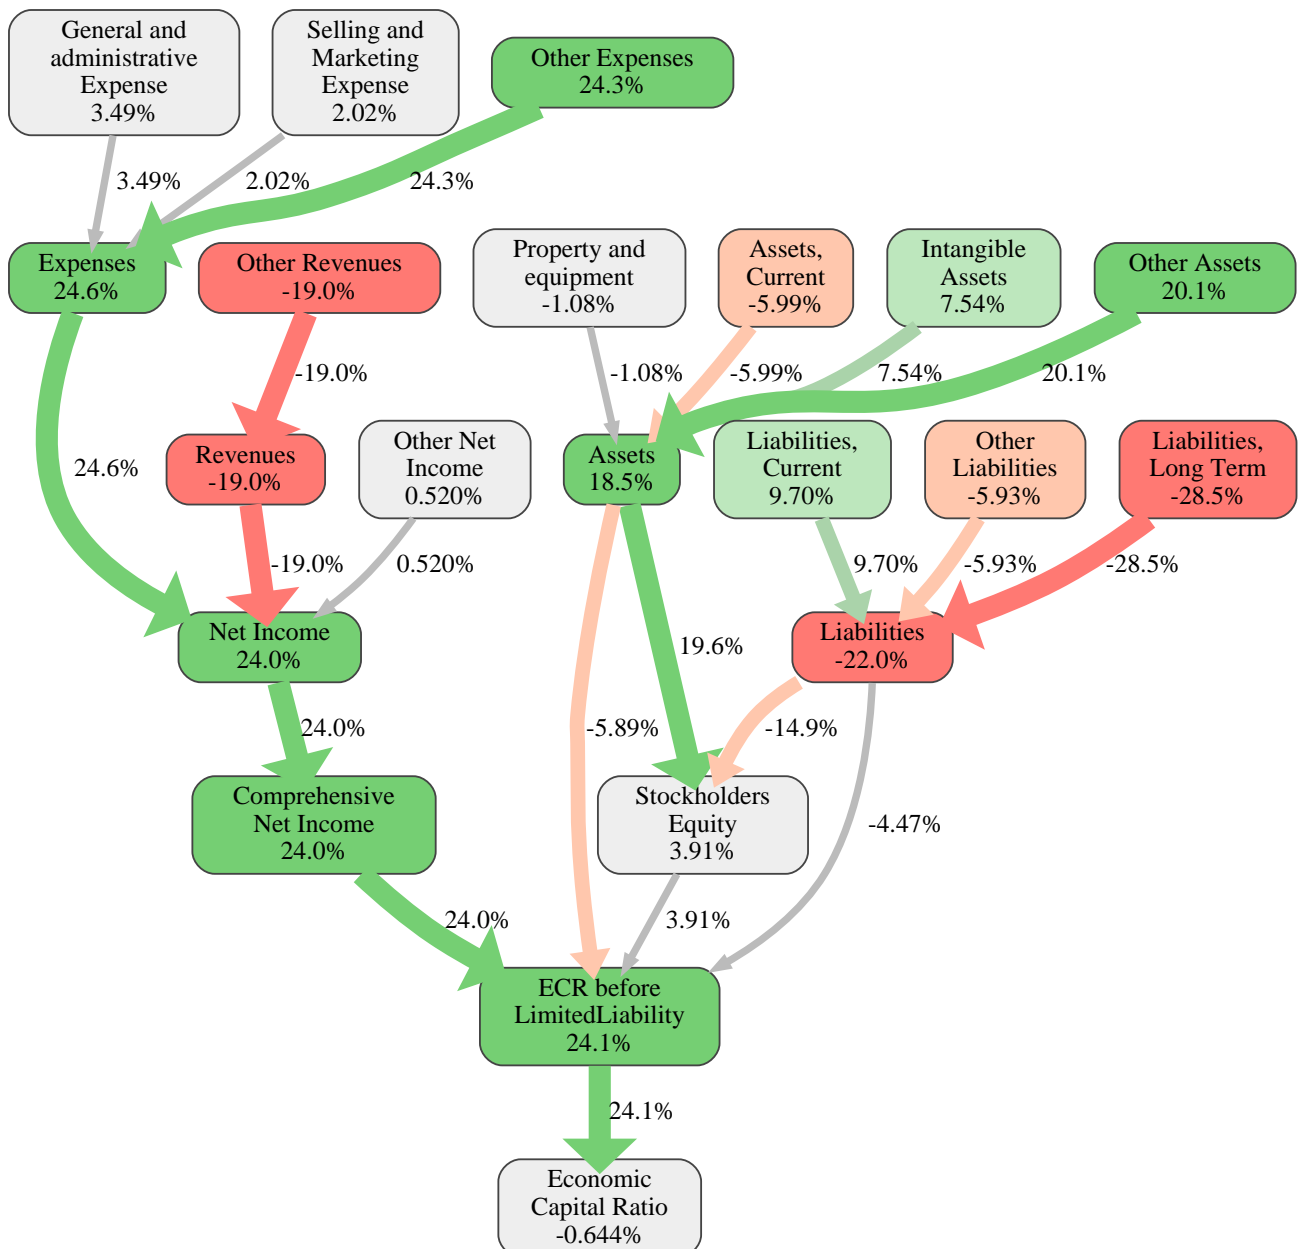 General and
administrative
Expense
3.49%
Selling and
Marketing
Expense
2.02%
Other Expenses
24.3%
3.49%
2.02%
24.3%
Expenses
24.6%
Other Revenues
-19.0%
Property and
equipment
-1.08%
Assets,
Current
-5.99%
Intangible
Assets
7.54%
Other Assets
20.1%
-19.0%
-1.08%
-5.99%
7.54%
20.1%
24.6%
Revenues
-19.0%
Other Net
Income
0.520%
Assets
18.5%
Liabilities,
Current
9.70%
Other
Liabilities
-5.93%
Liabilities,
Long Term
-28.5%
-19.0%
0.520%
9.70%
-5.93%
-28.5%
Net Income
24.0%
19.6%
Liabilities
-22.0%
24.0%
-5.89%
-14.9%
Comprehensive
Net Income
24.0%
Stockholders
Equity
3.91%
-4.47%
24.0%
3.91%
ECR before
LimitedLiability
24.1%
24.1%
Economic
Capital Ratio
-0.644%